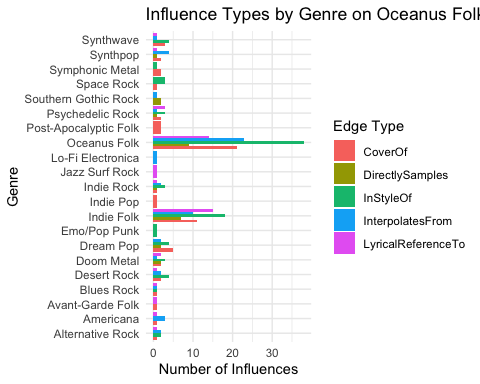 Influence Types by Genre on Oceanus Folk
Genre
Synthwave
Synthpop
Symphonic Metal
Space Rock
Southern Gothic Rock
Psychedelic Rock
Post-Apocalyptic Folk
Oceanus Folk
Lo-Fi Electronica
Jazz Surf Rock
Indie Rock
Indie Pop
Indie Folk
Emo/Pop Punk
Dream Pop
Doom Metal
Desert Rock
Blues Rock
Avant-Garde Folk
Americana
Alternative Rock
0 10 20 30
Number of Influences
Edge Type
CoverOf
DirectlySamples
InStyleOf
InterpolatesFrom
LyricalReferenceTo